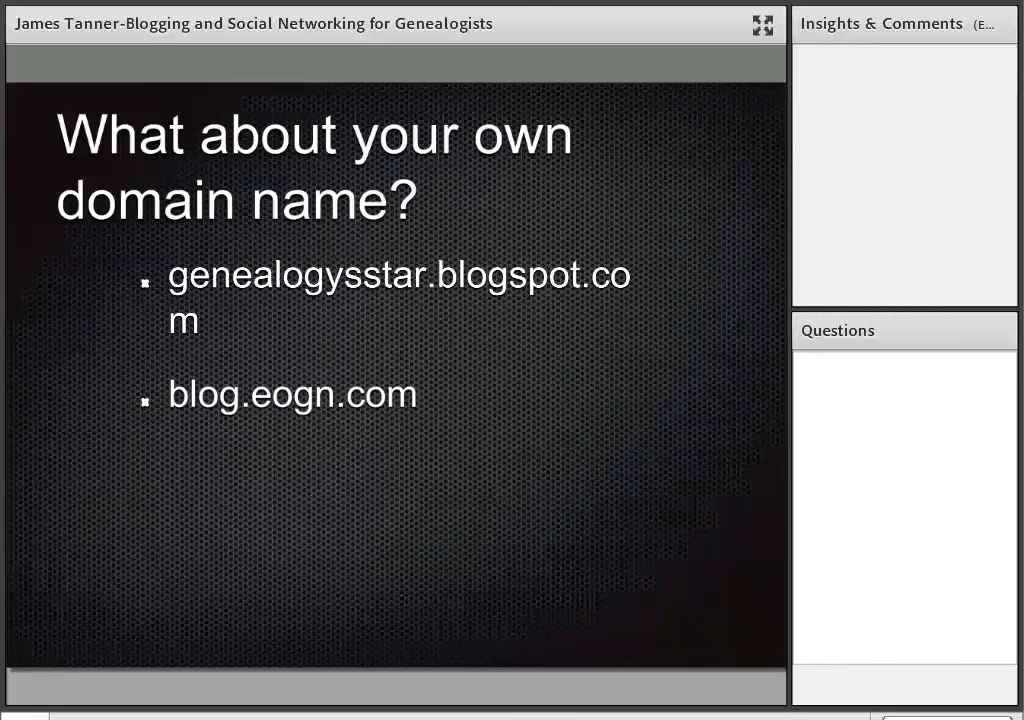 James Tanner-Blogging and Social Networking for Genealogists
Insights & Comments (E...
What about your own
domain name?
genealogysstar.blogspot.co
m
blog.eogn.com
Questions